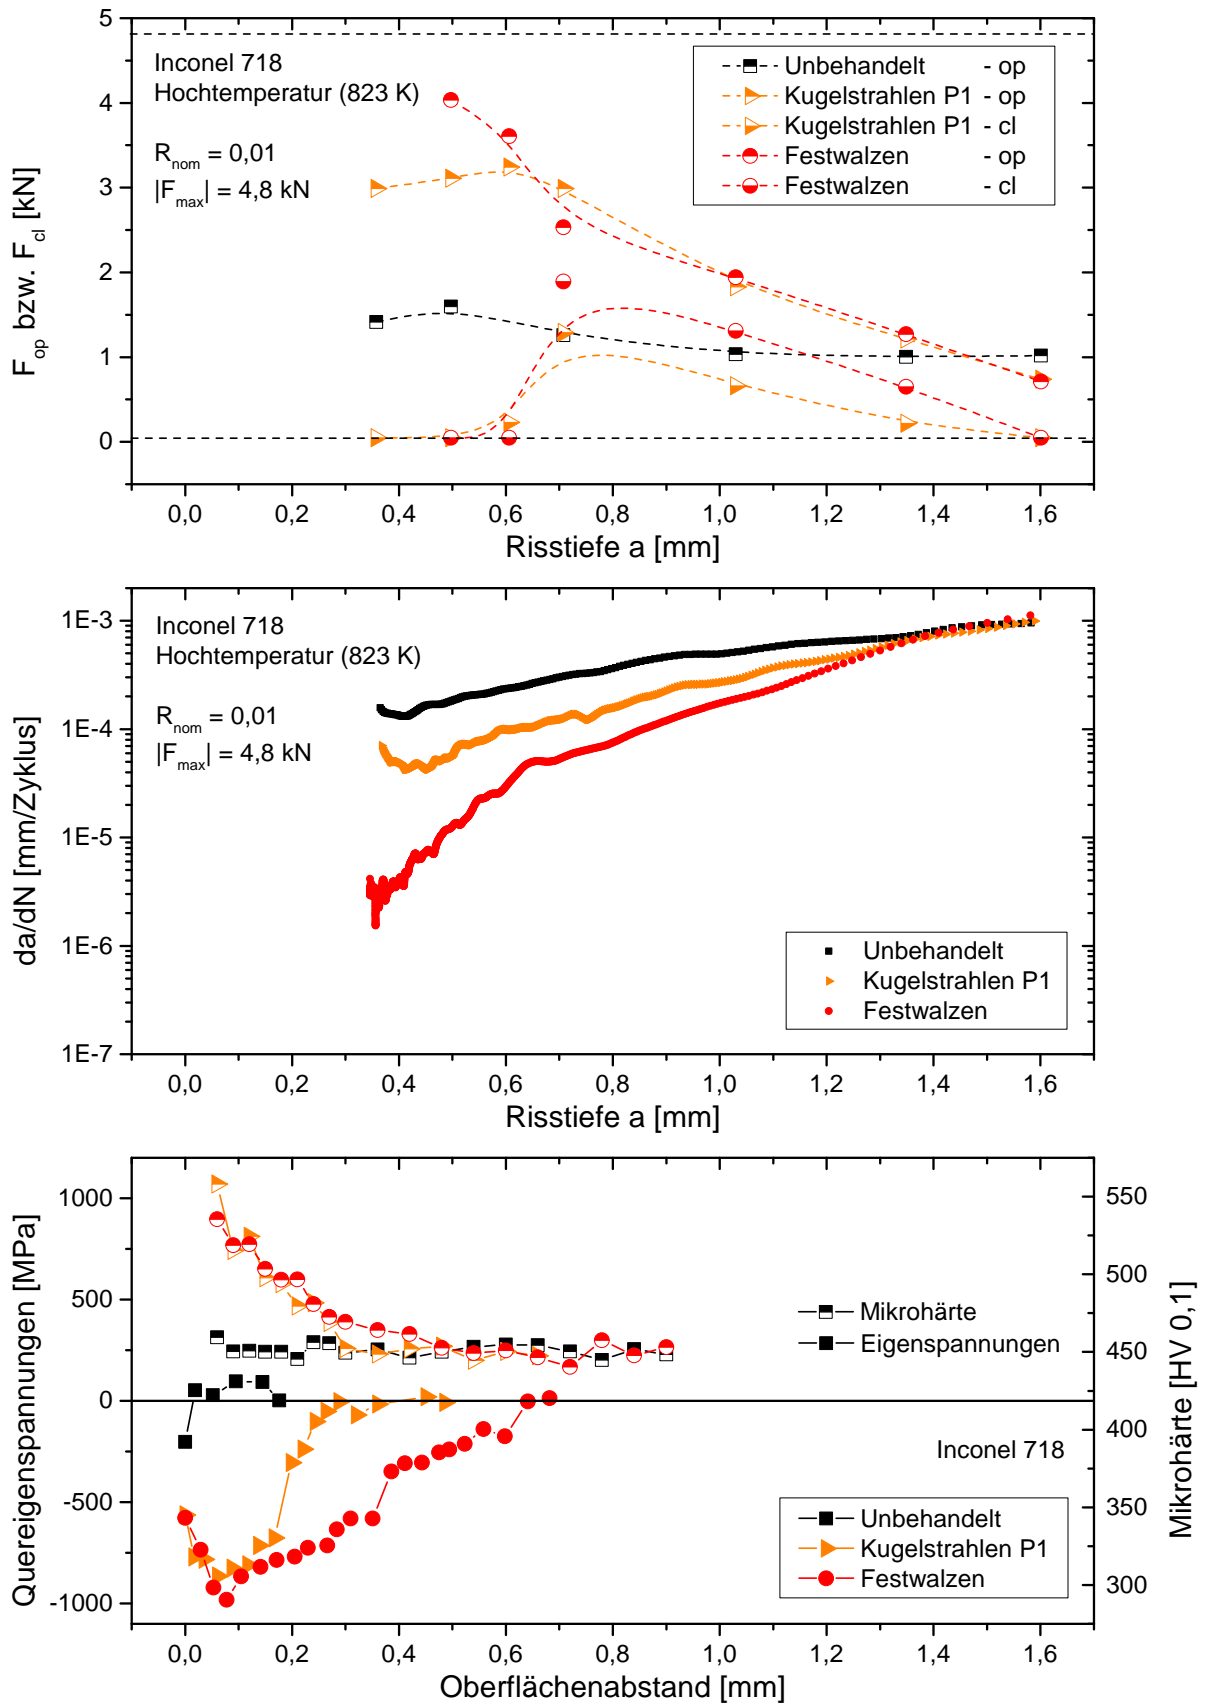 5
4
3
2
1
0
F_op bzw. F_cl [kN]
Inconel 718
Hochtemperatur (823 K)
R_nom = 0,01
|F_max| = 4,8 kN
Unbehandelt - op
Kugelstrahlen P1 - op
Kugelstrahlen P1 - cl
Festwalzen - op
Festwalzen - cl
0,0 0,2 0,4 0,6 0,8 1,0 1,2 1,4 1,6
Risstiefe a [mm]
1E-3
1E-4
1E-5
1E-6
1E-7
da/dN [mm/Zyklus]
Inconel 718
Hochtemperatur (823 K)
R_nom = 0,01
|F_max| = 4,8 kN
Unbehandelt
Kugelstrahlen P1
Festwalzen
0,0 0,2 0,4 0,6 0,8 1,0 1,2 1,4 1,6
Risstiefe a [mm]
1000
500
0
-500
-1000
Quereigenspannungen [MPa]
Mikrohärte
Eigenspannungen
Inconel 718
Unbehandelt
Kugelstrahlen P1
Festwalzen
550
500
450
400
350
300
Mikrohärte [HV 0,1]
0,0 0,2 0,4 0,6 0,8 1,0 1,2 1,4 1,6
Oberflächenabstand [mm]